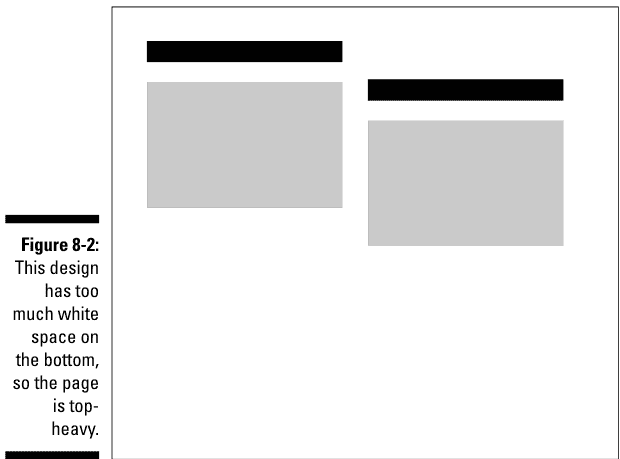 Figure 8-2:
This design
has too
much white
space on
the bottom,
so the page
is top-
heavy.